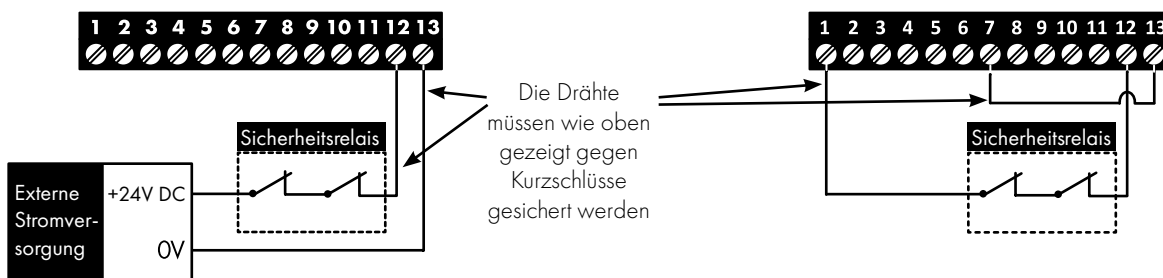 1 2 3 4 5 6 7 8 9 10 11 12 13
1 2 3 4 5 6 7 8 9 10 11 12 13
Die Drähte
müssen wie oben
gezeigt gegen
Kurzschlüsse
gesichert werden
Sicherheitsrelais
Sicherheitsrelais
Externe
Stromver-
sorgung
+24V DC
0V